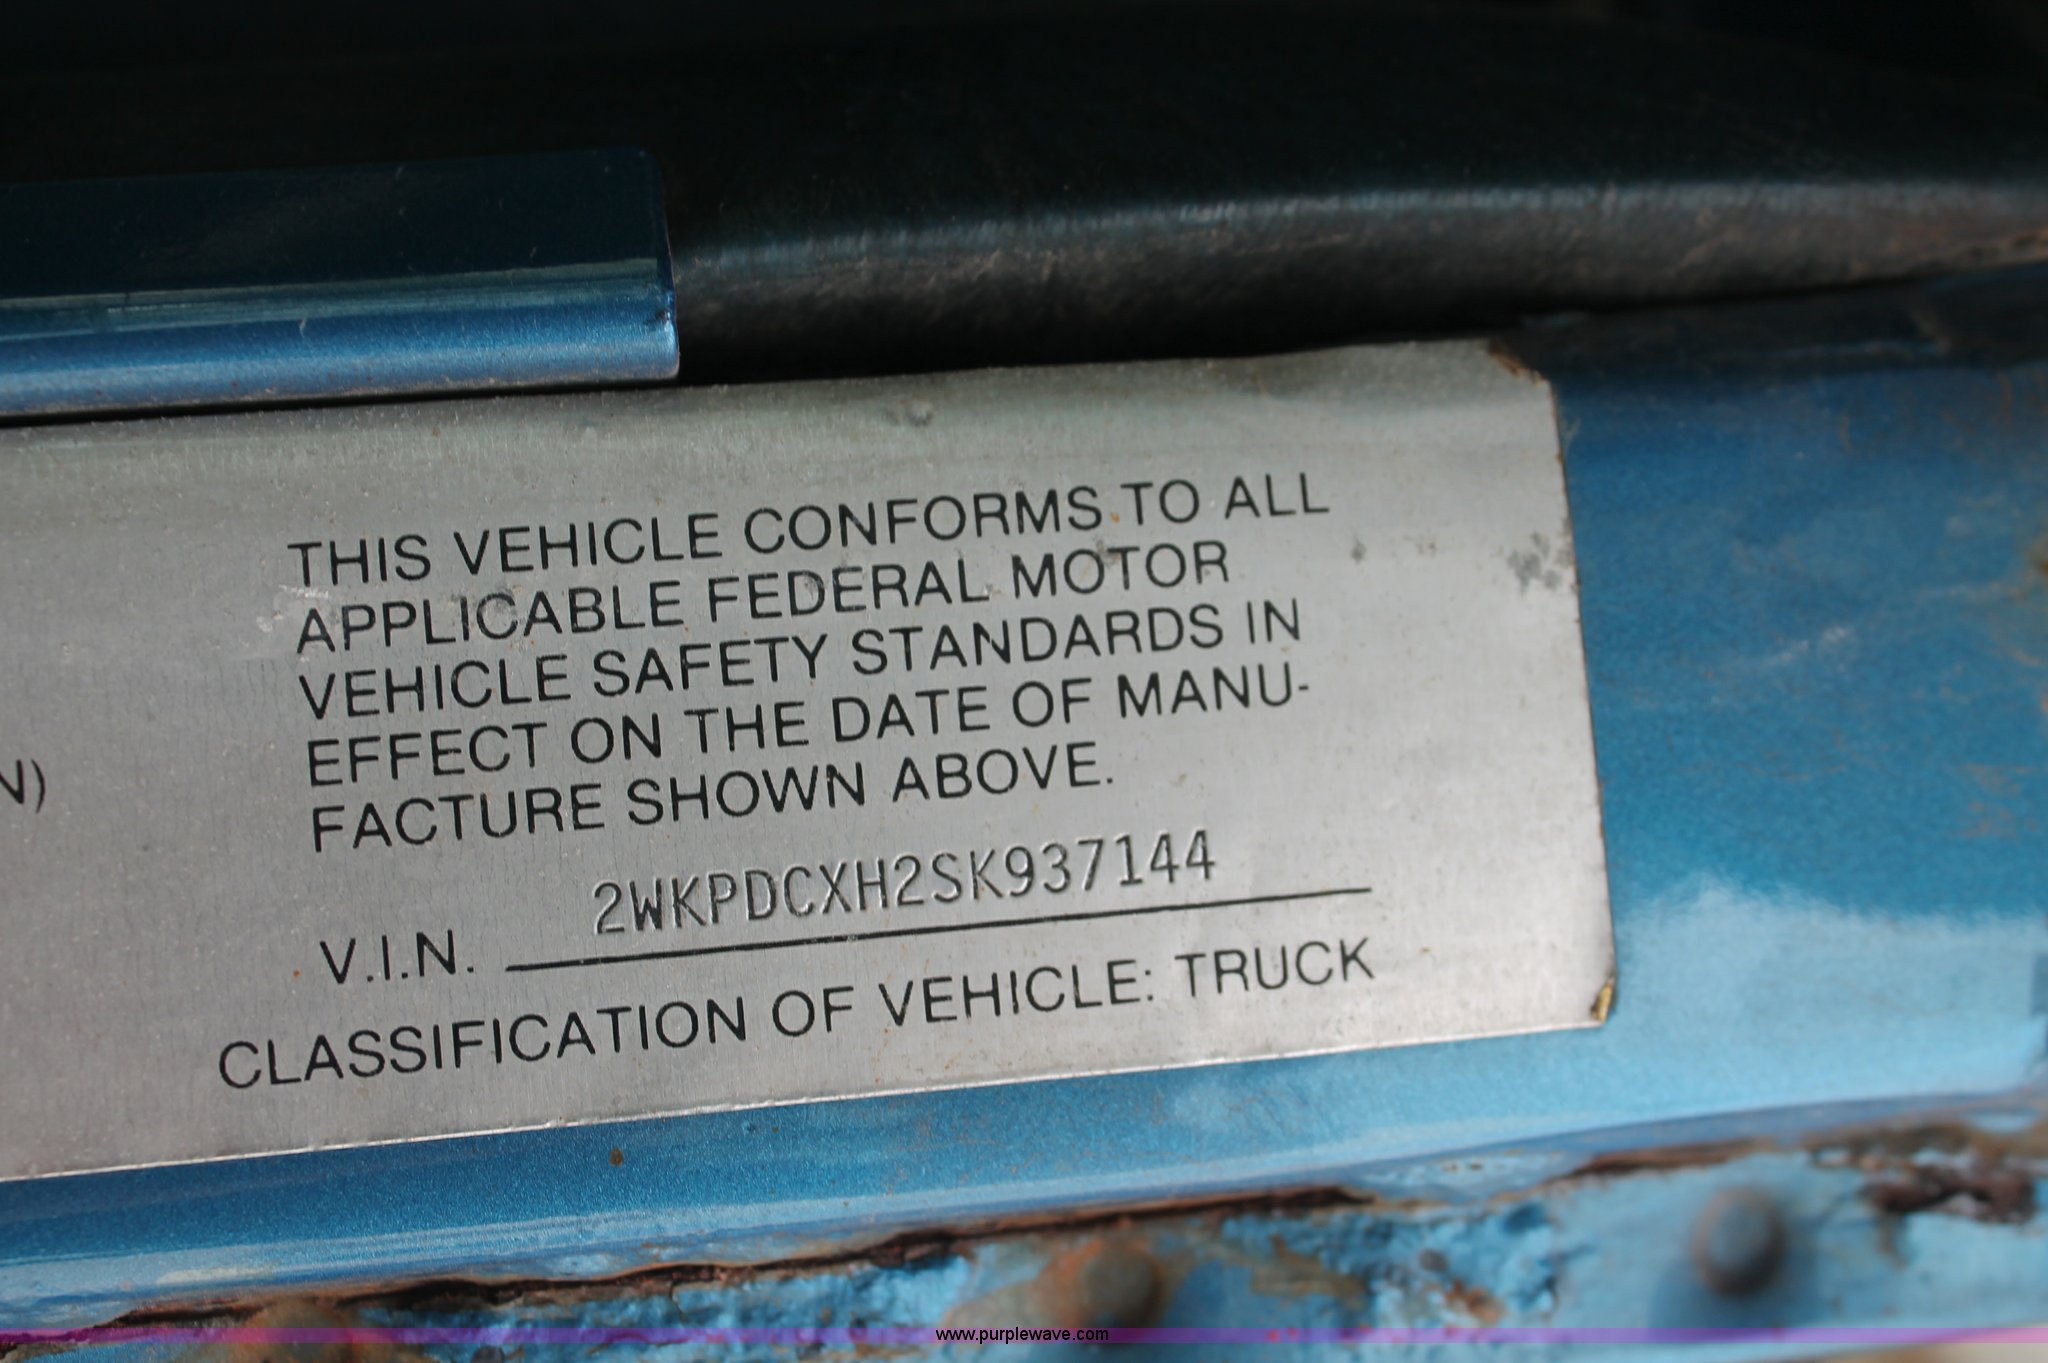 THIS VEHICLE CONFORMS TO ALL
APPLICABLE FEDERAL MOTOR
VEHICLE SAFETY STANDARDS IN
EFFECT ON THE DATE OF MANU-
FACTURE SHOWN ABOVE.
N)
V.I.N. 2WKPDCXH2SK937144
CLASSIFICATION OF VEHICLE: TRUCK
www.purplewave.com